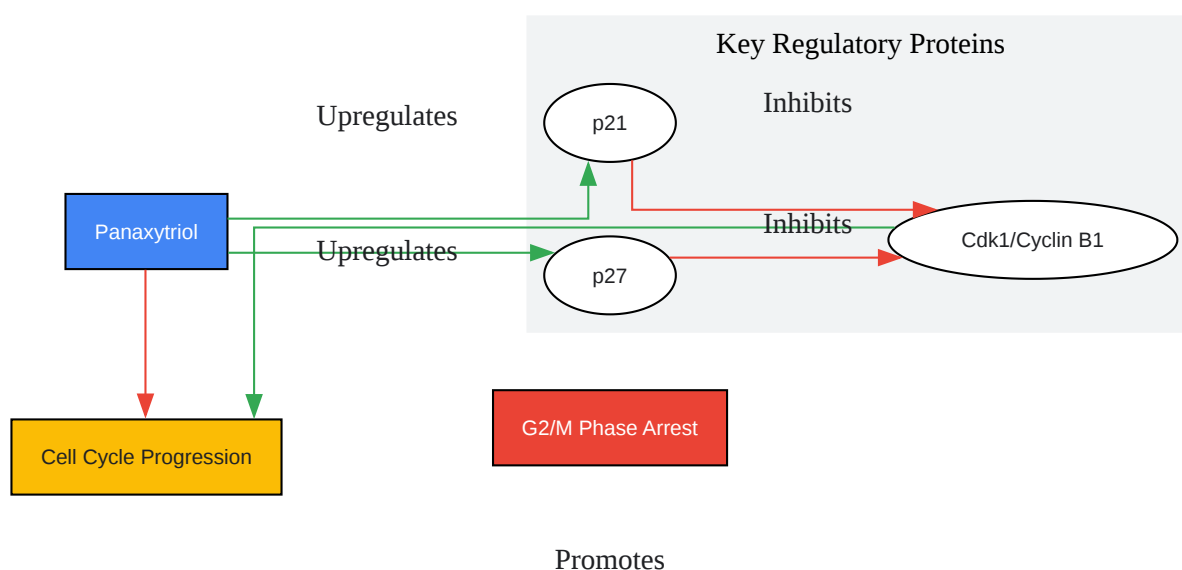 Key Regulatory Proteins
Upregulates
Inhibits
p21
Panaxytriol
Inhibits
Cdk1/Cyclin B1
Upregulates
p27
G2/M Phase Arrest
Cell Cycle Progression
Promotes